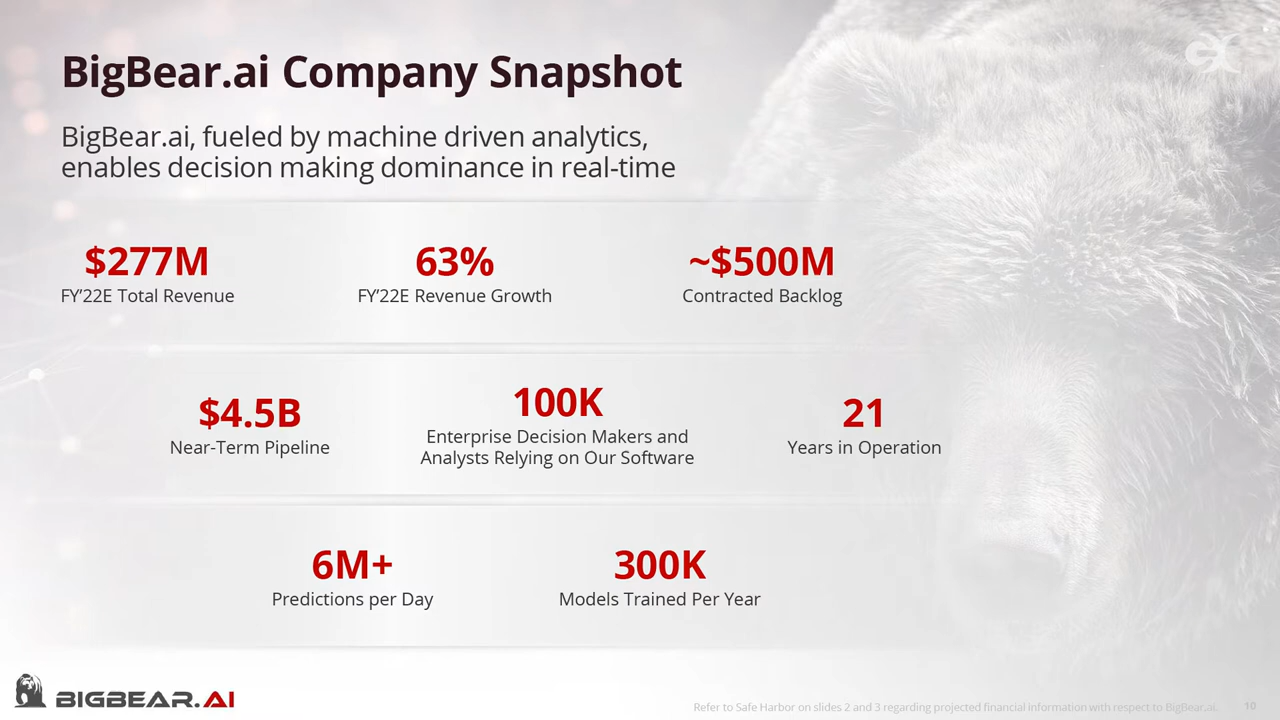 BigBear.ai Company Snapshot
BigBear.ai, fueled by machine driven analytics,
enables decision making dominance in real-time
$277M
FY’22E Total Revenue
63%
FY’22E Revenue Growth
~$500M
Contracted Backlog
$4.5B
Near-Term Pipeline
100K
Enterprise Decision Makers and
Analysts Relying on Our Software
21
Years in Operation
6M+
Predictions per Day
300K
Models Trained Per Year
BIGBEAR.AI
Refer to Safe Harbor on slides 2 and 3 regarding projected financial information with respect to BigBear.ai.
10
GX